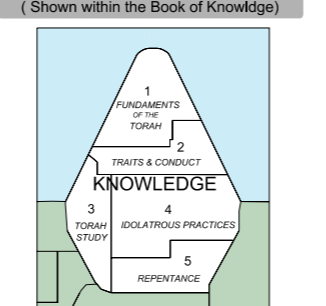 ( Shown within the Book of Knowldge)
1
FUNDAMENTS
OF THE
TORAH
2
TRAITS & CONDUCT
KNOWLEDGE
3
TORAH
STUDY
4
IDOLATROUS PRACTICES
5
REPENTANCE